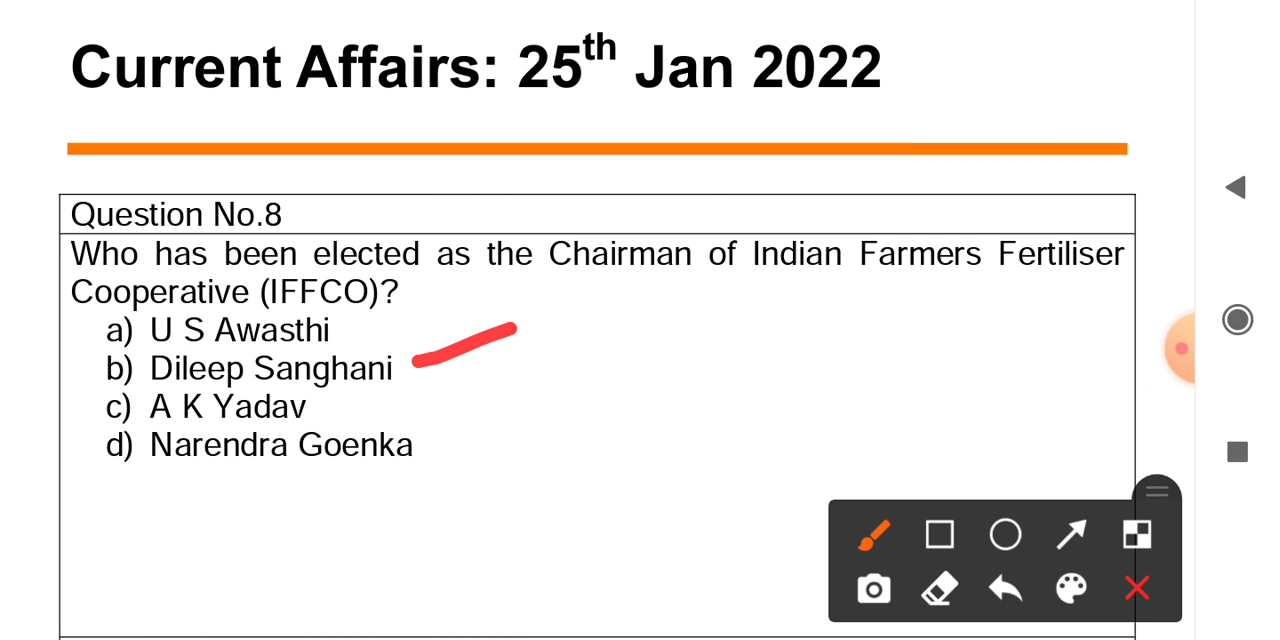 Current Affairs: 25th Jan 2022
Question No.8
Who has been elected as the Chairman of Indian Farmers Fertiliser
Cooperative (IFFCO)?
a) U S Awasthi
b) Dileep Sanghani
c) A K Yadav
d) Narendra Goenka